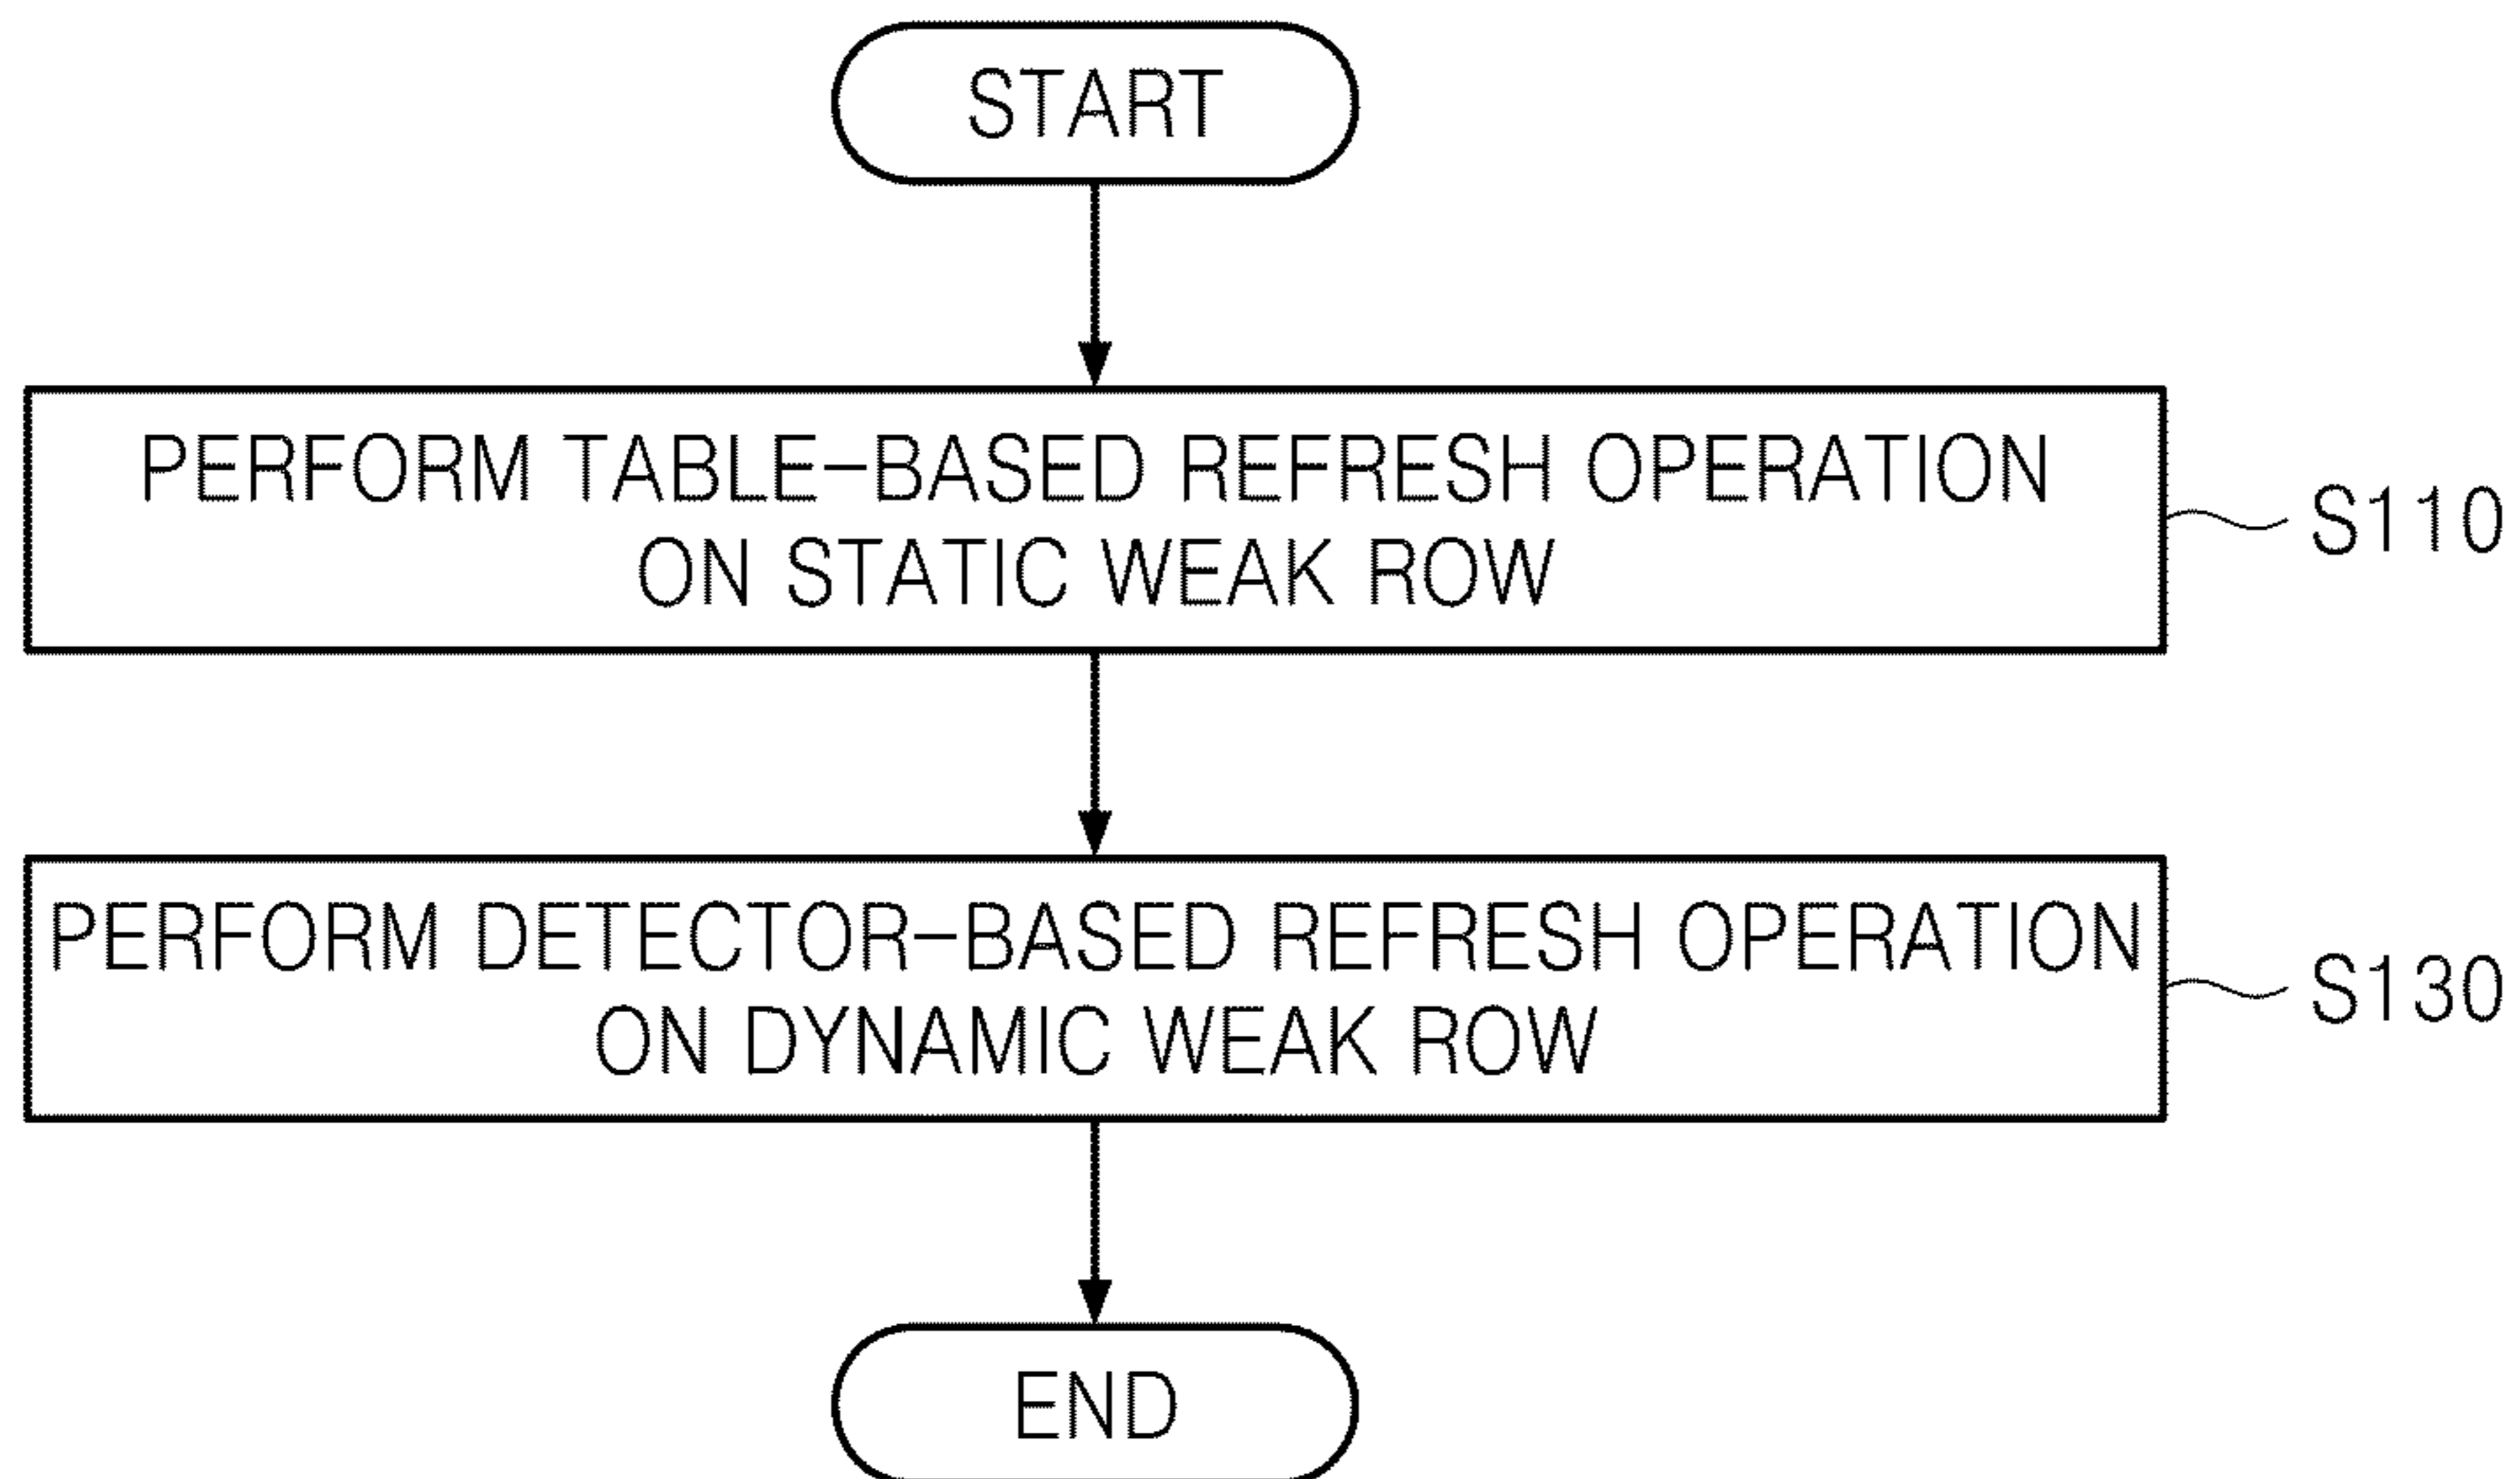 START
PERFORM TABLE-BASED REFRESH OPERATION
ON STATIC WEAK ROW
S110
PERFORM DETECTOR-BASED REFRESH OPERATION
ON DYNAMIC WEAK ROW
S130
END